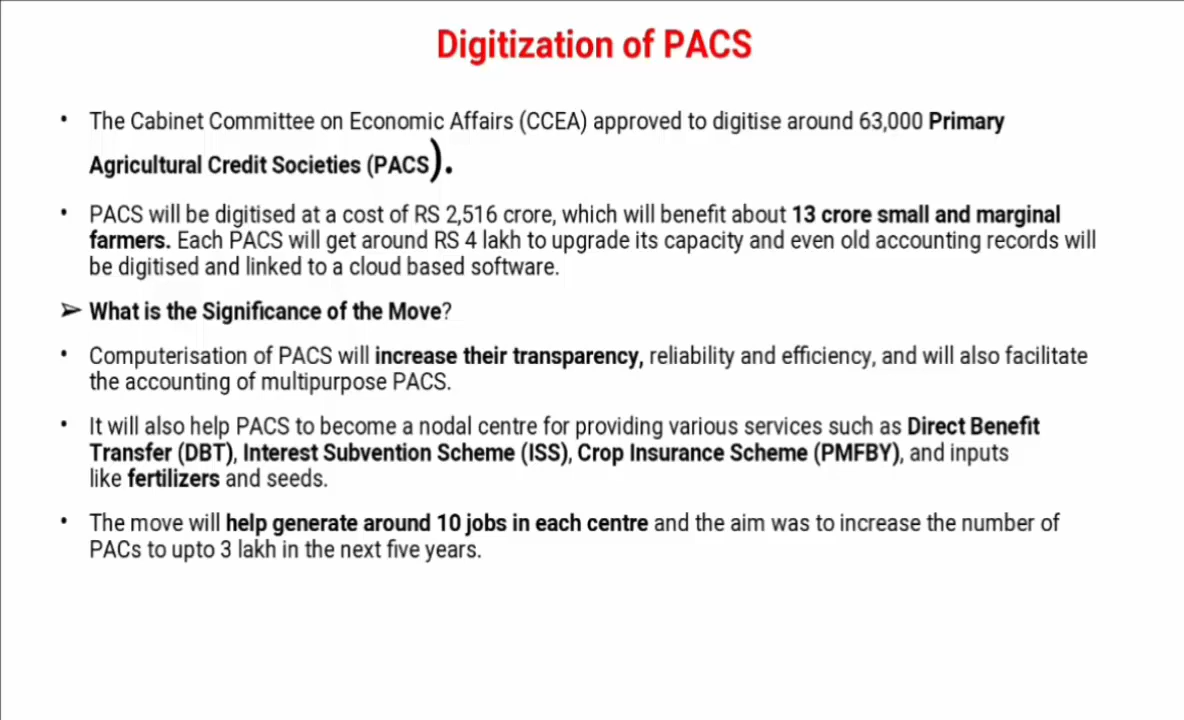 Digitization of PACS
• The Cabinet Committee on Economic Affairs (CCEA) approved to digitise around 63,000 Primary
Agricultural Credit Societies (PACS).
• PACS will be digitised at a cost of RS 2,516 crore, which will benefit about 13 crore small and marginal
farmers. Each PACS will get around RS 4 lakh to upgrade its capacity and even old accounting records will
be digitised and linked to a cloud based software.
➢ What is the Significance of the Move?
• Computerisation of PACS will increase their transparency, reliability and efficiency, and will also facilitate
the accounting of multipurpose PACS.
• It will also help PACS to become a nodal centre for providing various services such as Direct Benefit
Transfer (DBT), Interest Subvention Scheme (ISS), Crop Insurance Scheme (PMFBY), and inputs
like fertilizers and seeds.
• The move will help generate around 10 jobs in each centre and the aim was to increase the number of
PACs to upto 3 lakh in the next five years.